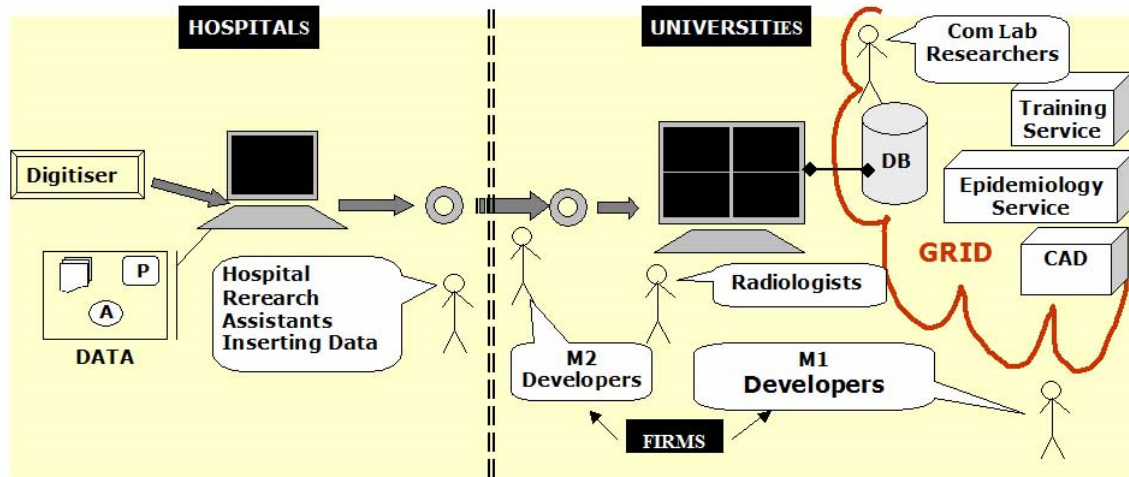 HOSPITALS
UNIVERSITIES
Com Lab
Researchers
Training
Service
Digitiser
DB
Epidemiology
Service
P
A
DATA
Hospital
Rerearch
Assistants
Inserting Data
Radiologists
GRID
CAD
M2
Developers
M1
Developers
FIRMS